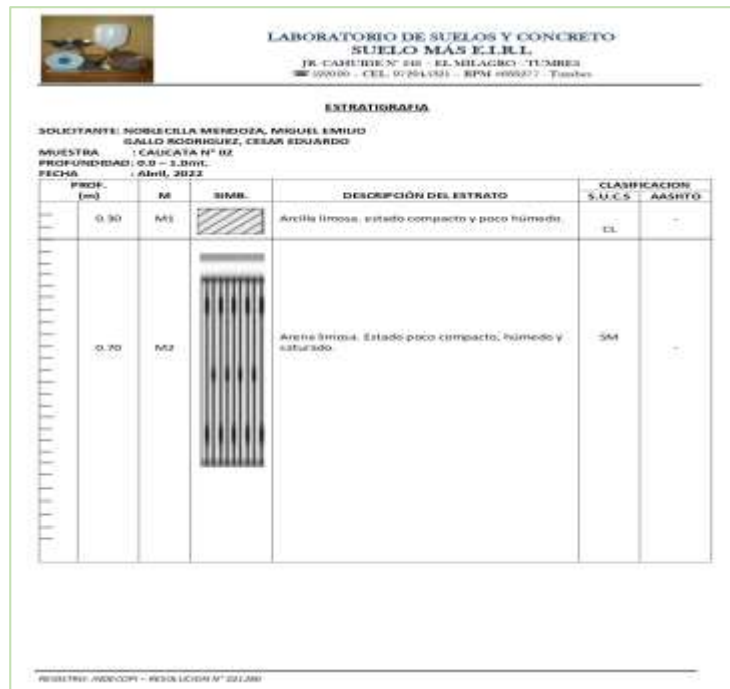 LABORATORIO DE SUELOS Y CONCRETO
SUELO MÁS E.I.R.L
JR. CAHUIDE N° - EL MILAGRO - TUMBES
CEL. - RPM - Tumbes
ESTRATIGRAFIA
SOLICITANTE: NOBLECILLA MENDOZA, MIGUEL EMILIO
GALLO RODRIGUEZ, CESAR EDUARDO
MUESTRA : CALICATA N° 02
PROFUNDIDAD: 0.0 – 1.0mt.
FECHA : Abril, 2022
PROF. (m) M SIMB. DESCRIPCIÓN DEL ESTRATO CLASIFICACION
S.U.C.S AASHTO
0.30 M1 Arcilla limosa. estado compacto y poco húmedo. CL -
0.70 M2 Arena limosa. Estado poco compacto, húmedo y saturado. SM -
REGISTRO: INDECOPI – RESOLUCION N°